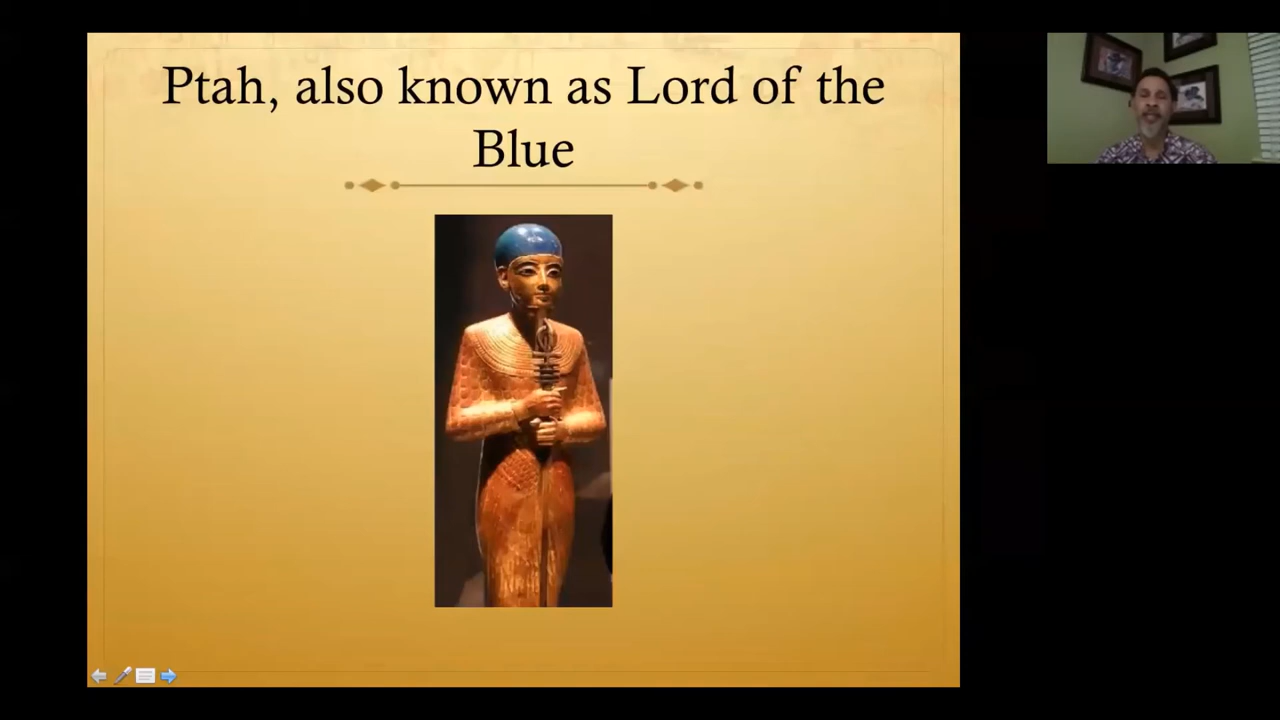 Ptah, also known as Lord of the
Blue